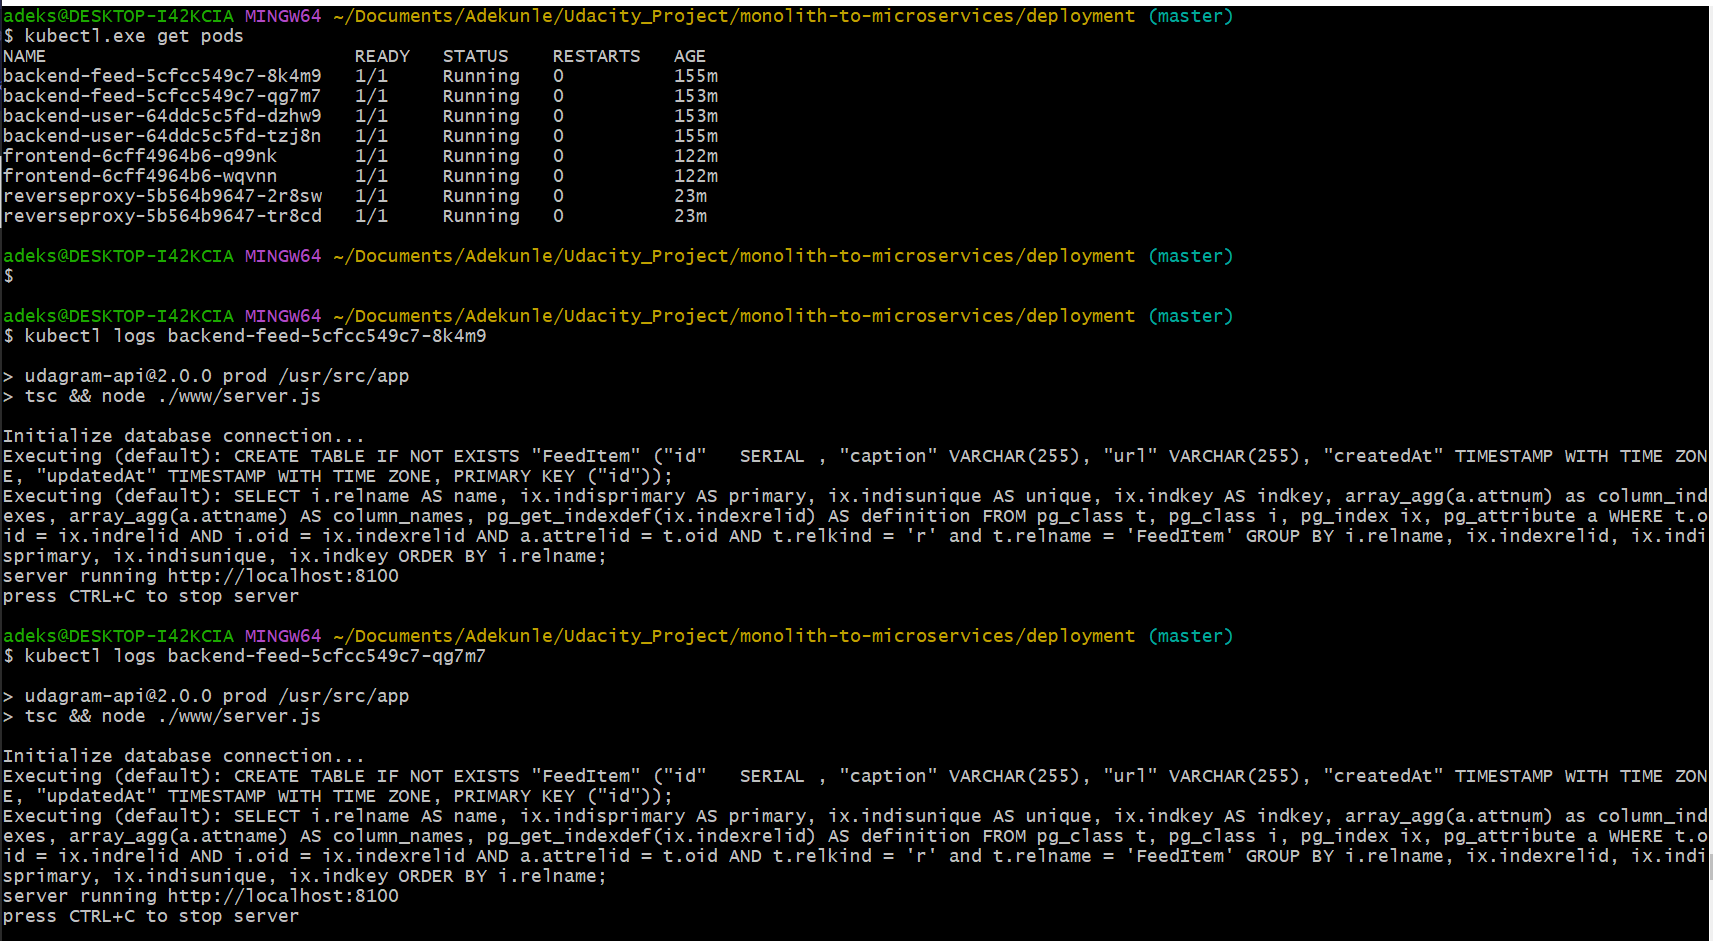 adeks@DESKTOP-I42KCIA MINGW64 ~/Documents/Adekunle/Udacity_Project/monolith-to-microservices/deployment (master)
$ kubectl.exe get pods
NAME                            READY   STATUS    RESTARTS   AGE
backend-feed-5cfcc549c7-8k4m9   1/1     Running   0          155m
backend-feed-5cfcc549c7-qg7m7   1/1     Running   0          153m
backend-user-64ddc5c5fd-dzhw9   1/1     Running   0          153m
backend-user-64ddc5c5fd-tzj8n   1/1     Running   0          155m
frontend-6cff4964b6-q99nk       1/1     Running   0          122m
frontend-6cff4964b6-wqvnn       1/1     Running   0          122m
reverseproxy-5b564b9647-2r8sw   1/1     Running   0          23m
reverseproxy-5b564b9647-tr8cd   1/1     Running   0          23m
adeks@DESKTOP-I42KCIA MINGW64 ~/Documents/Adekunle/Udacity_Project/monolith-to-microservices/deployment (master)
$
adeks@DESKTOP-I42KCIA MINGW64 ~/Documents/Adekunle/Udacity_Project/monolith-to-microservices/deployment (master)
$ kubectl logs backend-feed-5cfcc549c7-8k4m9
> udagram-api@2.0.0 prod /usr/src/app
> tsc && node ./www/server.js
Initialize database connection...
Executing (default): CREATE TABLE IF NOT EXISTS "FeedItem" ("id"   SERIAL , "caption" VARCHAR(255), "url" VARCHAR(255), "createdAt" TIMESTAMP WITH TIME ZON
E, "updatedAt" TIMESTAMP WITH TIME ZONE, PRIMARY KEY ("id"));
Executing (default): SELECT i.relname AS name, ix.indisprimary AS primary, ix.indisunique AS unique, ix.indkey AS indkey, array_agg(a.attnum) as column_ind
exes, array_agg(a.attname) AS column_names, pg_get_indexdef(ix.indexrelid) AS definition FROM pg_class t, pg_class i, pg_index ix, pg_attribute a WHERE t.o
id = ix.indrelid AND i.oid = ix.indexrelid AND a.attrelid = t.oid AND t.relkind = 'r' and t.relname = 'FeedItem' GROUP BY i.relname, ix.indexrelid, ix.indi
sprimary, ix.indisunique, ix.indkey ORDER BY i.relname;
server running http://localhost:8100
press CTRL+C to stop server
adeks@DESKTOP-I42KCIA MINGW64 ~/Documents/Adekunle/Udacity_Project/monolith-to-microservices/deployment (master)
$ kubectl logs backend-feed-5cfcc549c7-qg7m7
> udagram-api@2.0.0 prod /usr/src/app
> tsc && node ./www/server.js
Initialize database connection...
Executing (default): CREATE TABLE IF NOT EXISTS "FeedItem" ("id"   SERIAL , "caption" VARCHAR(255), "url" VARCHAR(255), "createdAt" TIMESTAMP WITH TIME ZON
E, "updatedAt" TIMESTAMP WITH TIME ZONE, PRIMARY KEY ("id"));
Executing (default): SELECT i.relname AS name, ix.indisprimary AS primary, ix.indisunique AS unique, ix.indkey AS indkey, array_agg(a.attnum) as column_ind
exes, array_agg(a.attname) AS column_names, pg_get_indexdef(ix.indexrelid) AS definition FROM pg_class t, pg_class i, pg_index ix, pg_attribute a WHERE t.o
id = ix.indrelid AND i.oid = ix.indexrelid AND a.attrelid = t.oid AND t.relkind = 'r' and t.relname = 'FeedItem' GROUP BY i.relname, ix.indexrelid, ix.indi
sprimary, ix.indisunique, ix.indkey ORDER BY i.relname;
server running http://localhost:8100
press CTRL+C to stop server